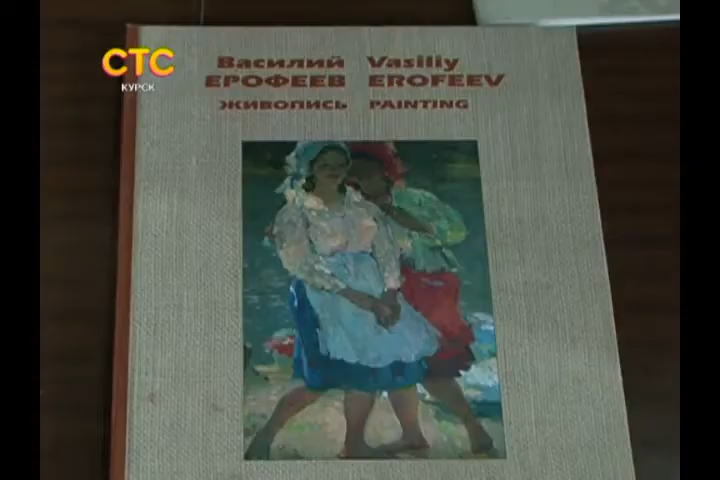 СТС
КУРСК
Василий Vasiliy
ЕРОФЕЕВ EROFEEV
ЖИВОПИСЬ PAINTING